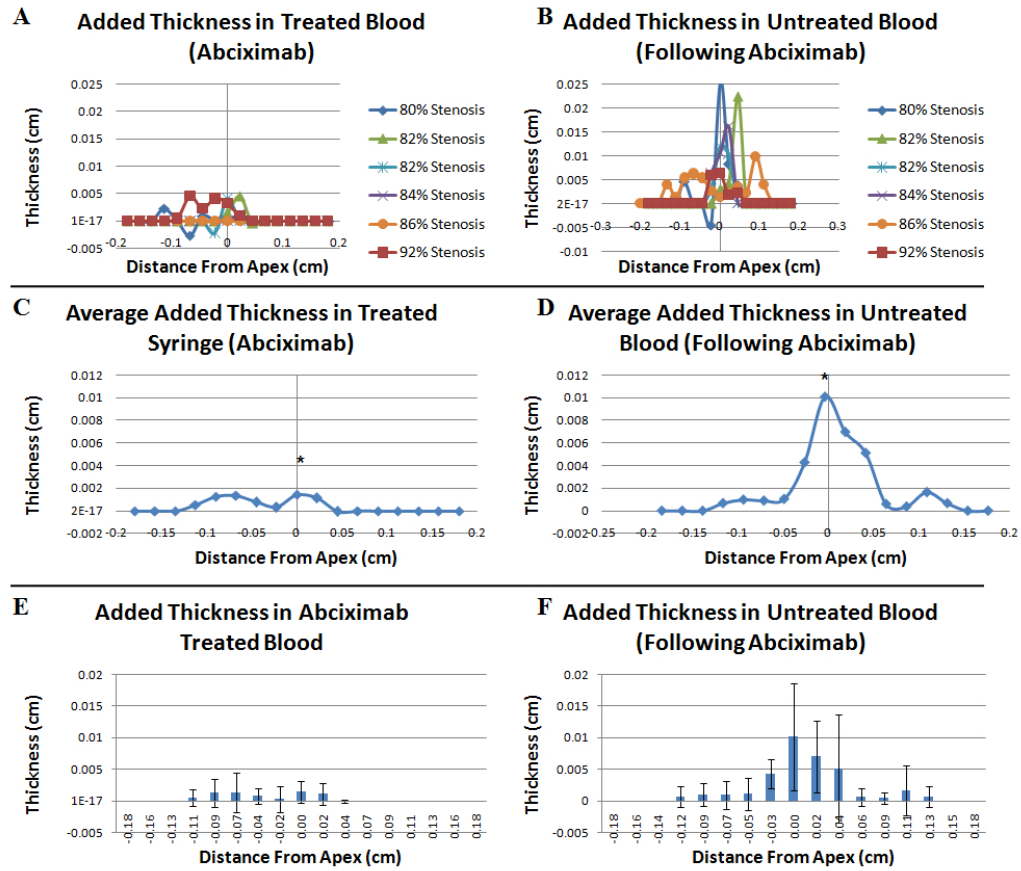 A
Added Thickness in Treated Blood
(Abciximab)
Thickness (cm)
0.025
0.02
0.015
0.01
0.005
1E-17
-0.005
-0.2
-0.1
0
0.1
0.2
Distance From Apex (cm)
80% Stenosis
82% Stenosis
82% Stenosis
84% Stenosis
86% Stenosis
92% Stenosis
B
Added Thickness in Untreated Blood
(Following Abciximab)
Thickness (cm)
0.025
0.02
0.015
0.01
0.005
2E-17
-0.005
-0.01
-0.3
-0.2
-0.1
0
0.1
0.2
0.3
Distance From Apex (cm)
80% Stenosis
82% Stenosis
82% Stenosis
84% Stenosis
86% Stenosis
92% Stenosis
C
Average Added Thickness in Treated
Syringe (Abciximab)
Thickness (cm)
0.012
0.01
0.008
0.006
0.004
0.002
2E-17
-0.002
*
-0.2
-0.15
-0.1
-0.05
0
0.05
0.1
0.15
0.2
Distance From Apex (cm)
D
Average Added Thickness in Untreated
Blood (Following Abciximab)
Thickness (cm)
0.012
0.01
0.008
0.006
0.004
0.002
0
-0.002
*
-0.25
-0.2
-0.15
-0.1
-0.05
0
0.05
0.1
0.15
0.2
Distance From Apex (cm)
E
Added Thickness in Abciximab
Treated Blood
Thickness (cm)
0.02
0.015
0.01
0.005
1E-17
-0.005
-0.18
-0.16
-0.13
-0.11
-0.09
-0.07
-0.04
-0.02
0.00
0.02
0.04
0.07
0.09
0.11
0.13
0.16
0.18
Distance From Apex (cm)
F
Added Thickness in Untreated Blood
(Following Abciximab)
Thickness (cm)
0.02
0.015
0.01
0.005
0
-0.005
-0.18
-0.16
-0.14
-0.12
-0.09
-0.07
-0.05
-0.03
0.00
0.02
0.04
0.06
0.09
0.11
0.13
0.15
0.18
Distance From Apex (cm)